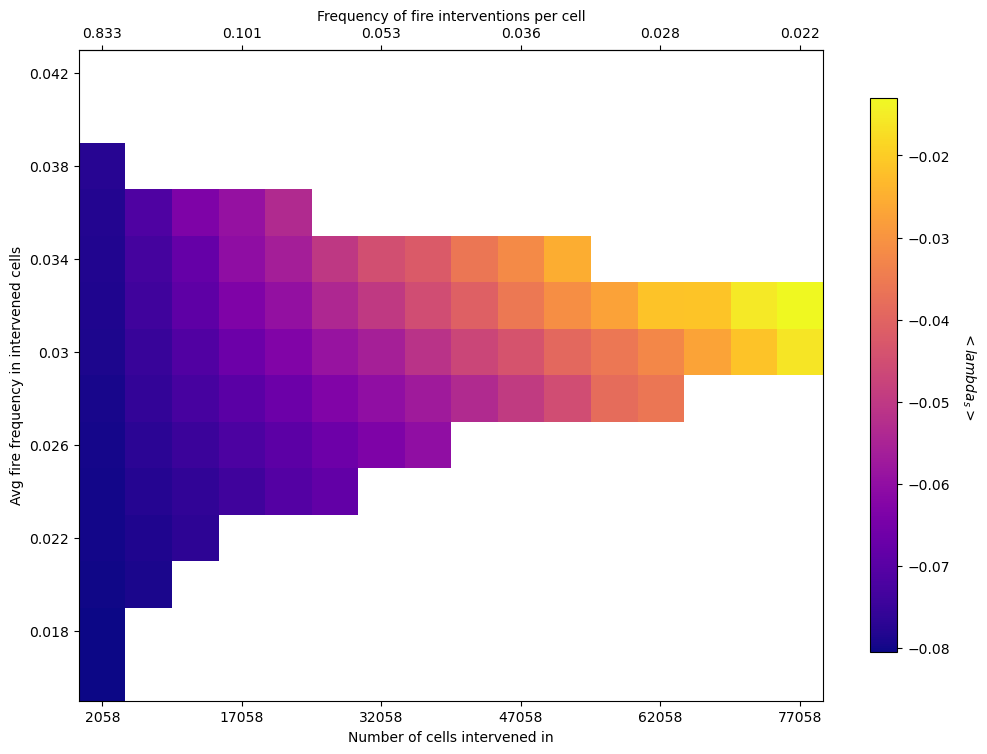 Frequency of fire interventions per cell
0.833 0.101 0.053 0.036 0.028 0.022
Avg fire frequency in intervened cells
0.042
0.038
0.034
0.03
0.026
0.022
0.018
2058 17058 32058 47058 62058 77058
Number of cells intervened in
−0.02
−0.03
−0.04
−0.05
−0.06
−0.07
−0.08
< lambda_s >